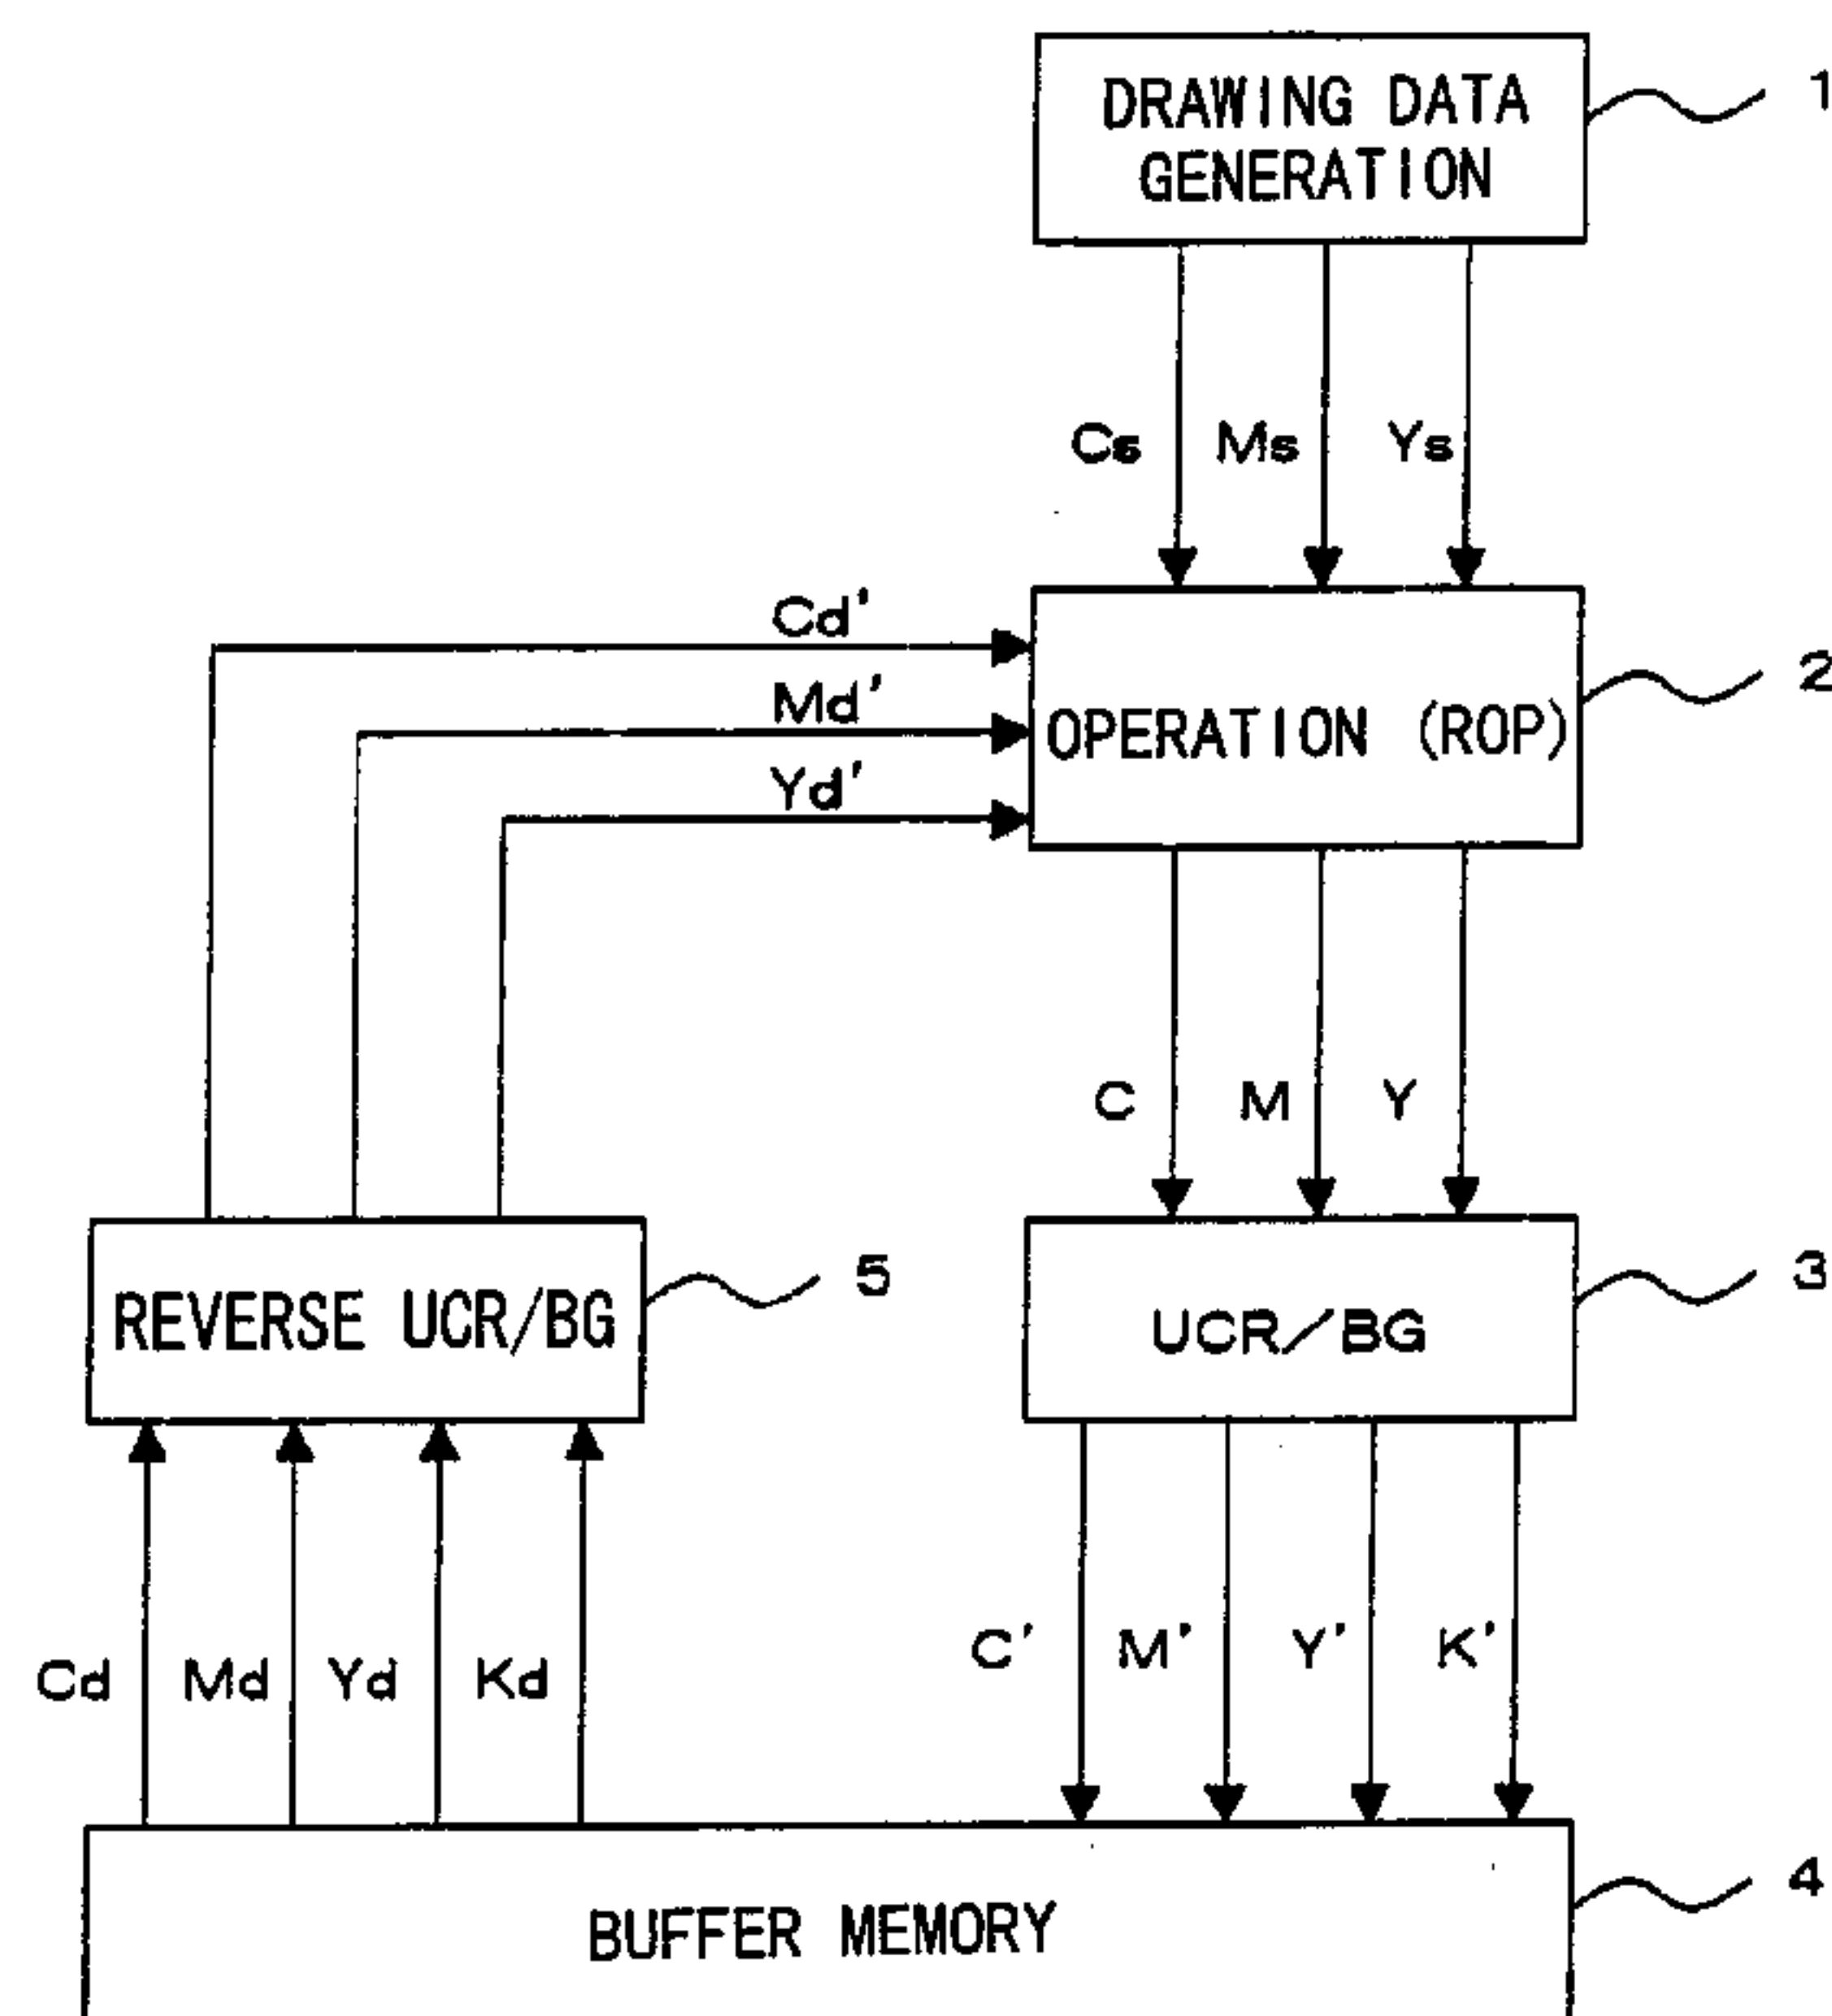 DRAWING DATA
GENERATION
1
Cs Ms Ys
Cd'
Md'
Yd'
OPERATION (ROP)
2
C M Y
REVERSE UCR/BG
5
UCR/BG
3
Cd Md Yd Kd
C' M' Y' K'
BUFFER MEMORY
4